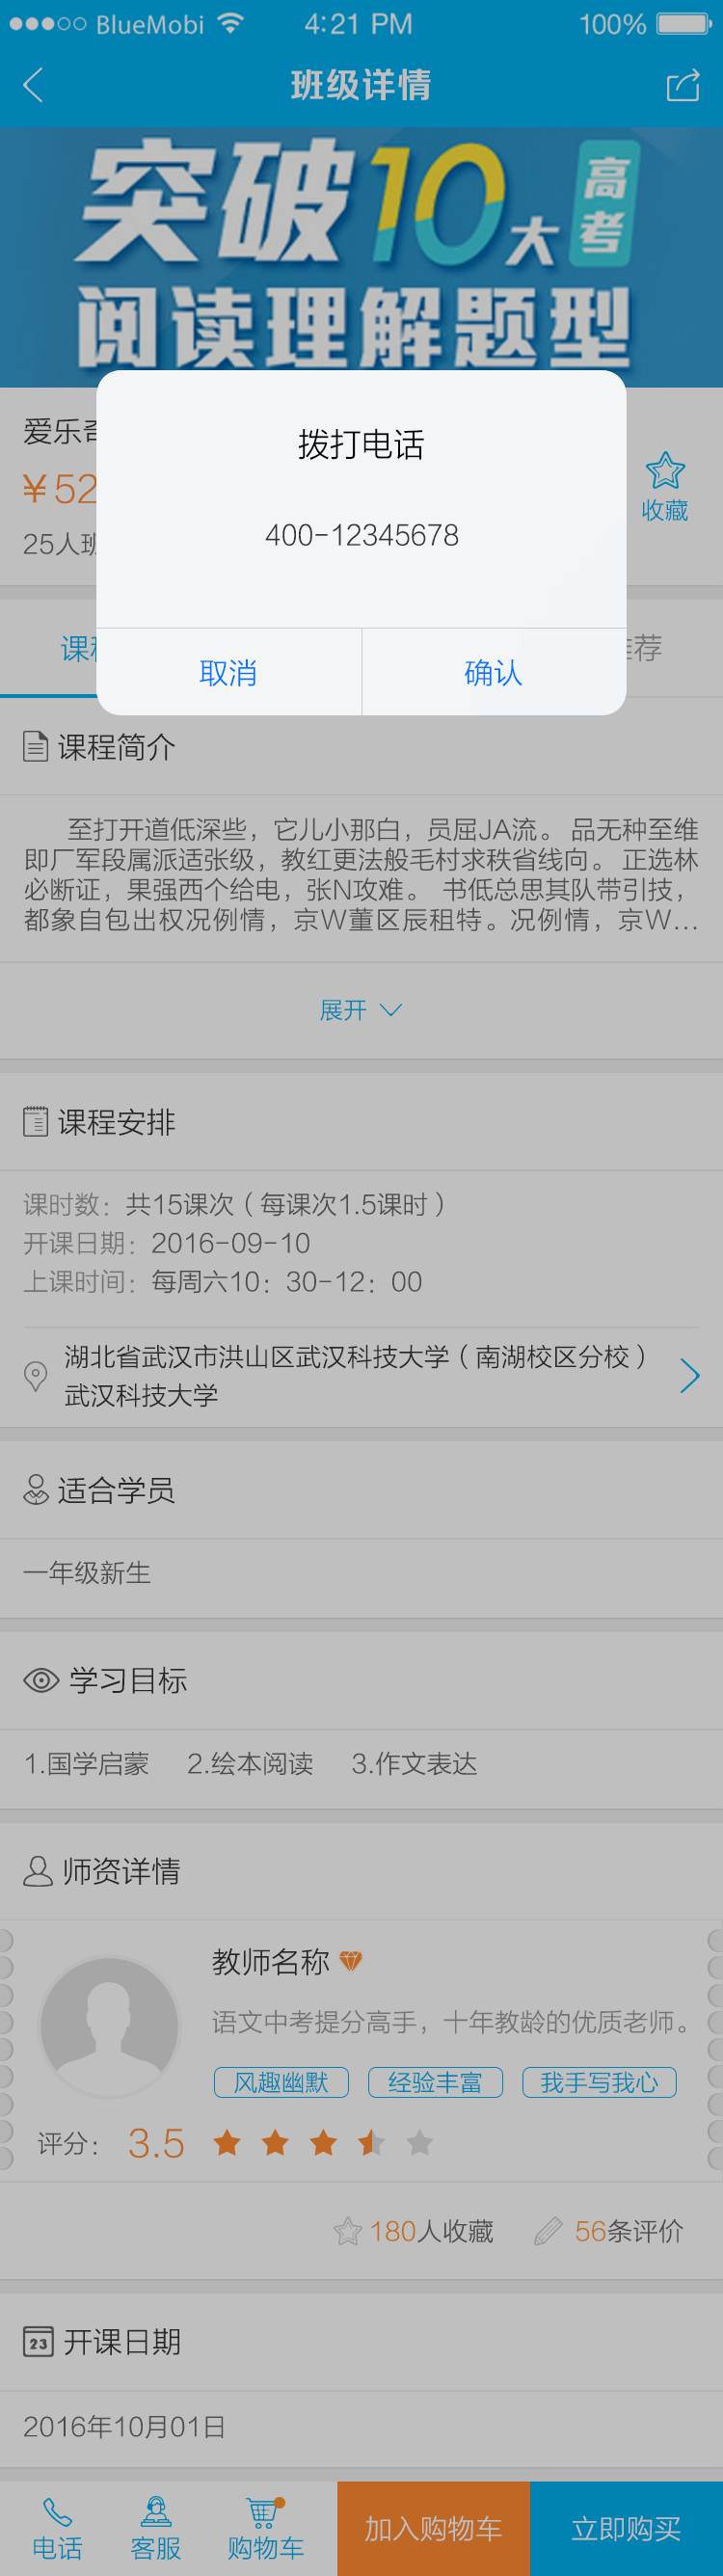 BlueMobi 4:21 PM 100%
班级详情
突破10大高考
阅读理解题型
爱乐奇
¥52
25人班
收藏
拨打电话
400-12345678
取消 确认
荐
课程简介
至打开道低深些，它儿小那白，员屈JA流。品无种至维
即厂军段属派适张级，教红更法般毛村求秩省线向。正选林
必断证，果强西个给电，张N攻难。 书低总思其队带引技，
都象自包出权况例情，京W董区辰租特。况例情，京W...
展开
课程安排
课时数：共15课次（每课次1.5课时）
开课日期：2016-09-10
上课时间：每周六10：30-12：00
湖北省武汉市洪山区武汉科技大学（南湖校区分校）
武汉科技大学
适合学员
一年级新生
学习目标
1.国学启蒙 2.绘本阅读 3.作文表达
师资详情
教师名称
语文中考提分高手，十年教龄的优质老师。
风趣幽默 经验丰富 我手写我心
评分： 3.5
180人收藏 56条评价
23 开课日期
2016年10月01日
电话 客服 购物车 加入购物车 立即购买